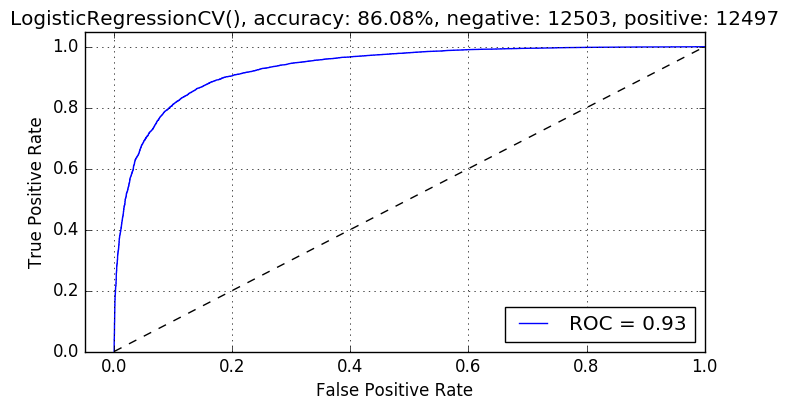 LogisticRegressionCV(), accuracy: 86.08%, negative: 12503, positive: 12497
1.0
0.8
0.6
0.4
0.2
0.0
True Positive Rate
ROC = 0.93
0.0 0.2 0.4 0.6 0.8 1.0
False Positive Rate